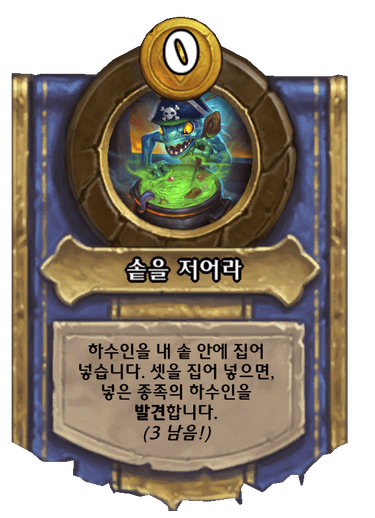 0
솥을 저어라
하수인을 내 솥 안에 집어
넣습니다. 셋을 집어 넣으면,
넣은 종족의 하수인을
발견합니다.
(3 남음!)